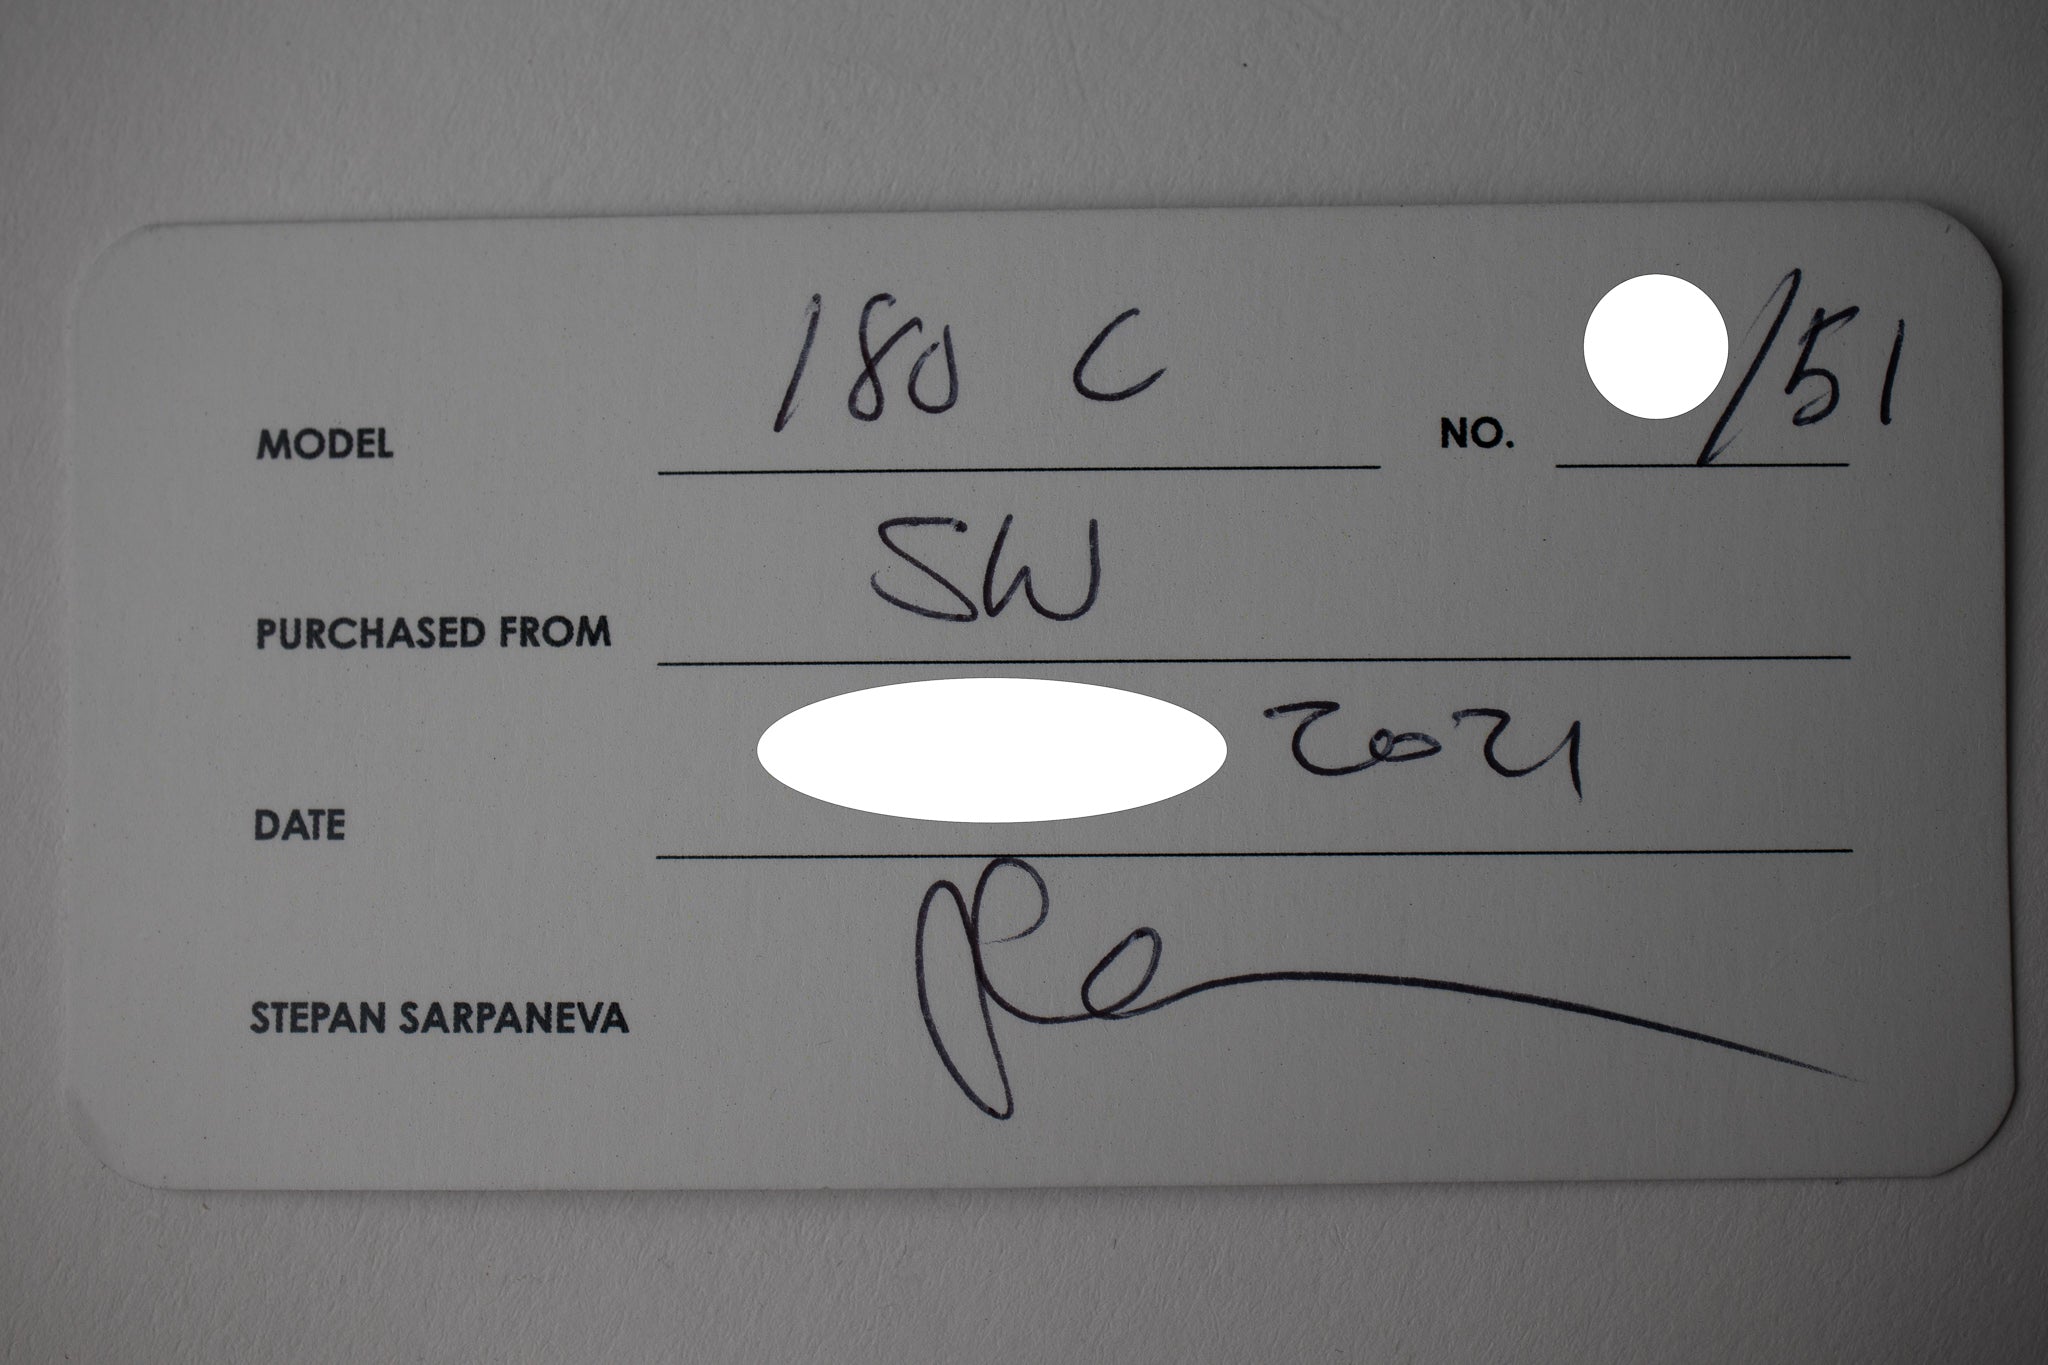 MODEL 180 C NO. /51
PURCHASED FROM SW
DATE 2021
STEPAN SARPANEVA